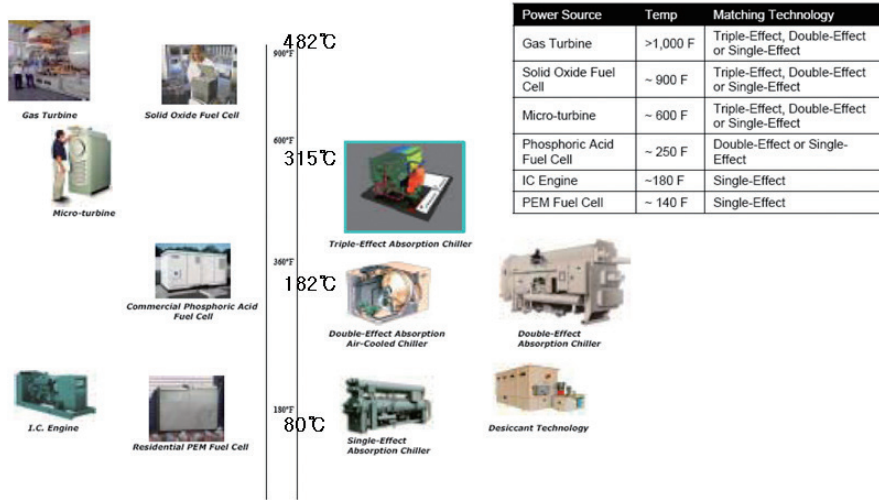 Gas Turbine
Solid Oxide Fuel Cell
Micro-turbine
Commercial Phosphoric Acid
Fuel Cell
I.C. Engine
Residential PEM Fuel Cell
482℃
900°F
600°F
315℃
360°F
182℃
180°F
80℃
Triple-Effect Absorption Chiller
Double-Effect Absorption
Air-Cooled Chiller
Double-Effect
Absorption Chiller
Single-Effect
Absorption Chiller
Desiccant Technology
Power Source Temp Matching Technology
Gas Turbine >1,000 F Triple-Effect, Double-Effect
or Single-Effect
Solid Oxide Fuel
Cell ~ 900 F Triple-Effect, Double-Effect
or Single-Effect
Micro-turbine ~ 600 F Triple-Effect, Double-Effect
or Single-Effect
Phosphoric Acid
Fuel Cell ~ 250 F Double-Effect or Single-
Effect
IC Engine ~180 F Single-Effect
PEM Fuel Cell ~ 140 F Single-Effect